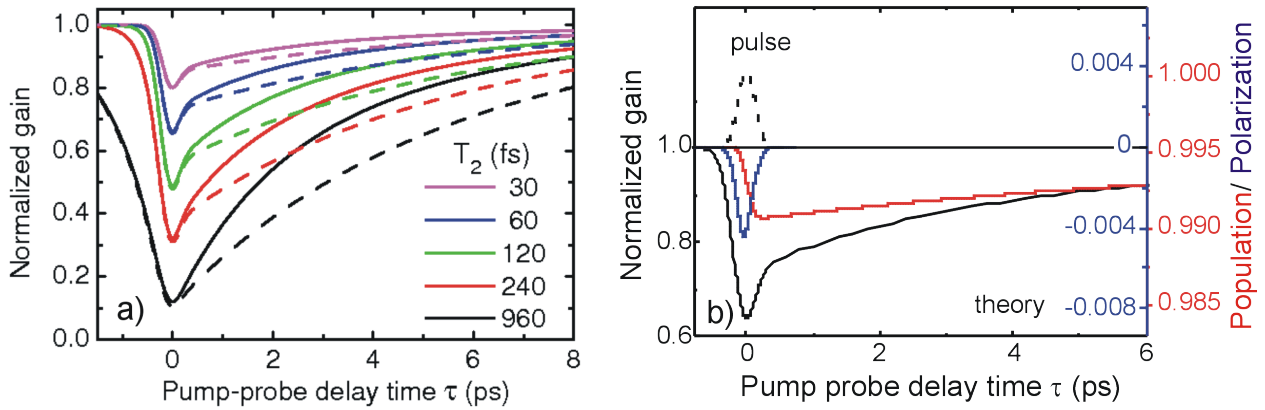 1.0
0.8
0.6
0.4
0.2
0.0
Normalized gain
a)
T2 (fs)
30
60
120
240
960
0 2 4 6 8
Pump-probe delay time τ (ps)
pulse
1.0
0.8
0.6
Normalized gain
b)
theory
0 2 4 6
Pump probe delay time τ (ps)
0.004
0
-0.004
-0.008
1.000
0.995
0.990
0.985
Population/ Polarization